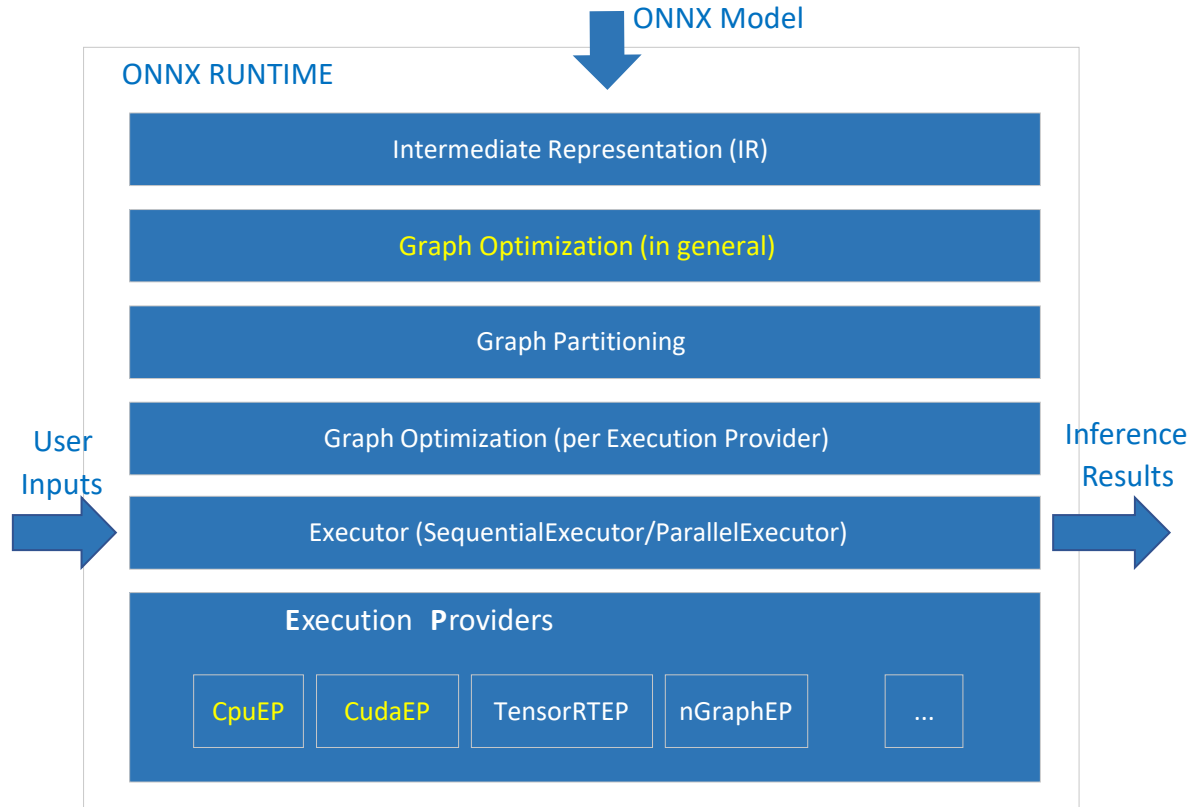 ONNX Model
ONNX RUNTIME
Intermediate Representation (IR)
Graph Optimization (in general)
Graph Partitioning
Graph Optimization (per Execution Provider)
User
Inputs
Inference
Results
Executor (SequentialExecutor/ParallelExecutor)
Execution Providers
CpuEP
CudaEP
TensorRTEP
nGraphEP
...